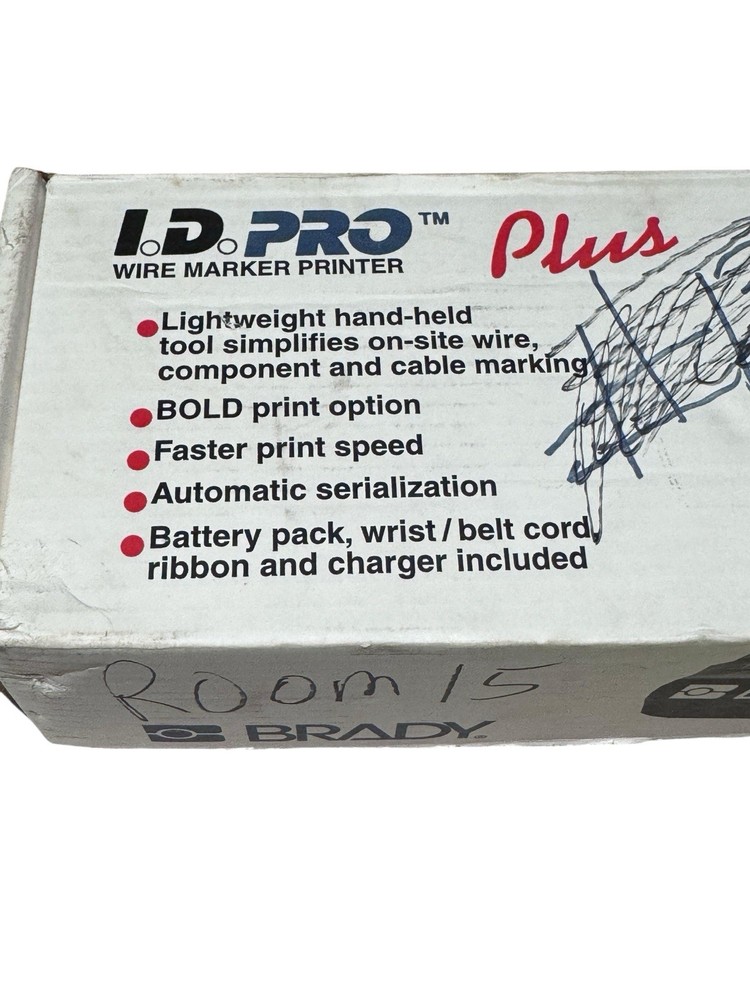 I.D. PRO™ Plus
WIRE MARKER PRINTER
Lightweight hand-held
tool simplifies on-site wire,
component and cable marking
BOLD print option
Faster print speed
Automatic serialization
Battery pack, wrist / belt cord,
ribbon and charger included
ROOM 15
BRADY®